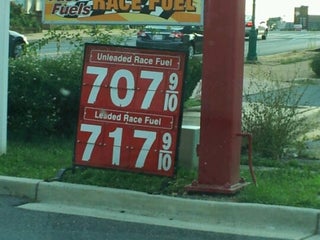 Fuels RACE FUEL
Unleaded Race Fuel
707 9/10
Leaded Race Fuel
717 9/10